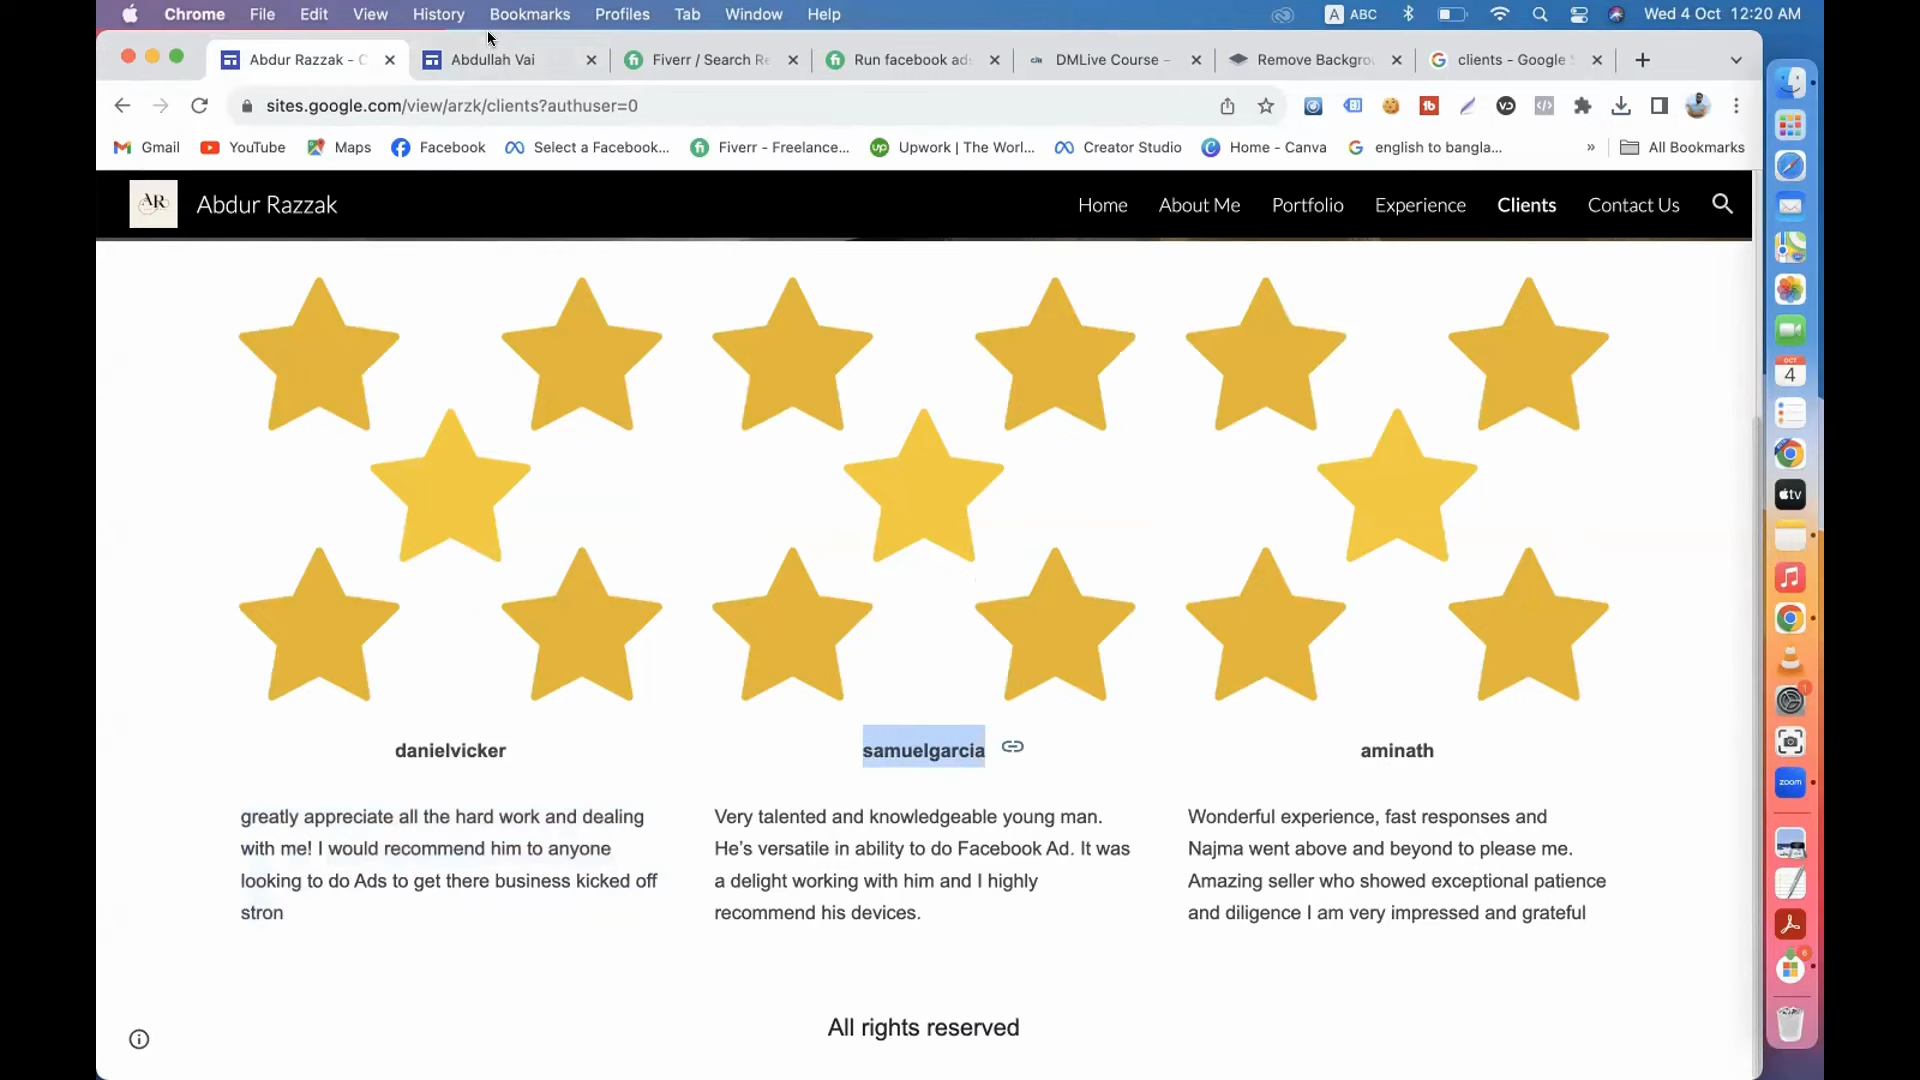 Chrome File Edit View History Bookmarks Profiles Tab Window Help A ABC Wed 4 Oct 12:20 AM
Abdur Razzak - C Abdullah Vai Fiverr / Search Re Run facebook ads DMLive Course – Remove Backgrou clients - Google S
sites.google.com/view/arzk/clients?authuser=0
Gmail YouTube Maps Facebook Select a Facebook... Fiverr - Freelance... Upwork | The Worl... Creator Studio Home - Canva english to bangla... » All Bookmarks
AR Abdur Razzak Home About Me Portfolio Experience Clients Contact Us
OCT
4
tv
zoom
danielvicker
greatly appreciate all the hard work and dealing
with me! I would recommend him to anyone
looking to do Ads to get there business kicked off
stron
samuelgarcia
Very talented and knowledgeable young man.
He's versatile in ability to do Facebook Ad. It was
a delight working with him and I highly
recommend his devices.
aminath
Wonderful experience, fast responses and
Najma went above and beyond to please me.
Amazing seller who showed exceptional patience
and diligence I am very impressed and grateful
All rights reserved